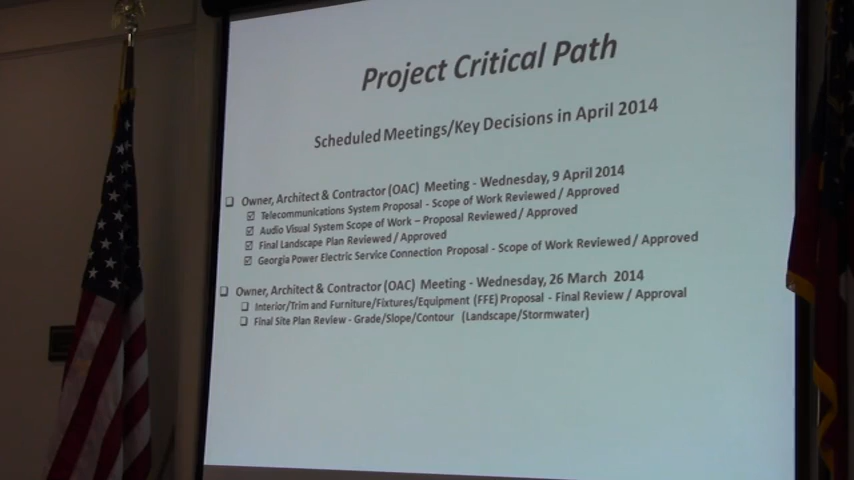 Project Critical Path
Scheduled Meetings/Key Decisions in April 2014
❑ Owner, Architect & Contractor (OAC) Meeting - Wednesday, 9 April 2014
☑ Telecommunications System Proposal - Scope of Work Reviewed / Approved
☑ Audio Visual System Scope of Work – Proposal Reviewed / Approved
☑ Final Landscape Plan Reviewed / Approved
☑ Georgia Power Electric Service Connection Proposal - Scope of Work Reviewed / Approved
❑ Owner, Architect & Contractor (OAC) Meeting - Wednesday, 26 March 2014
❑ Interior/Trim and Furniture/Fixtures/Equipment (FFE) Proposal - Final Review / Approval
❑ Final Site Plan Review - Grade/Slope/Contour (Landscape/Stormwater)